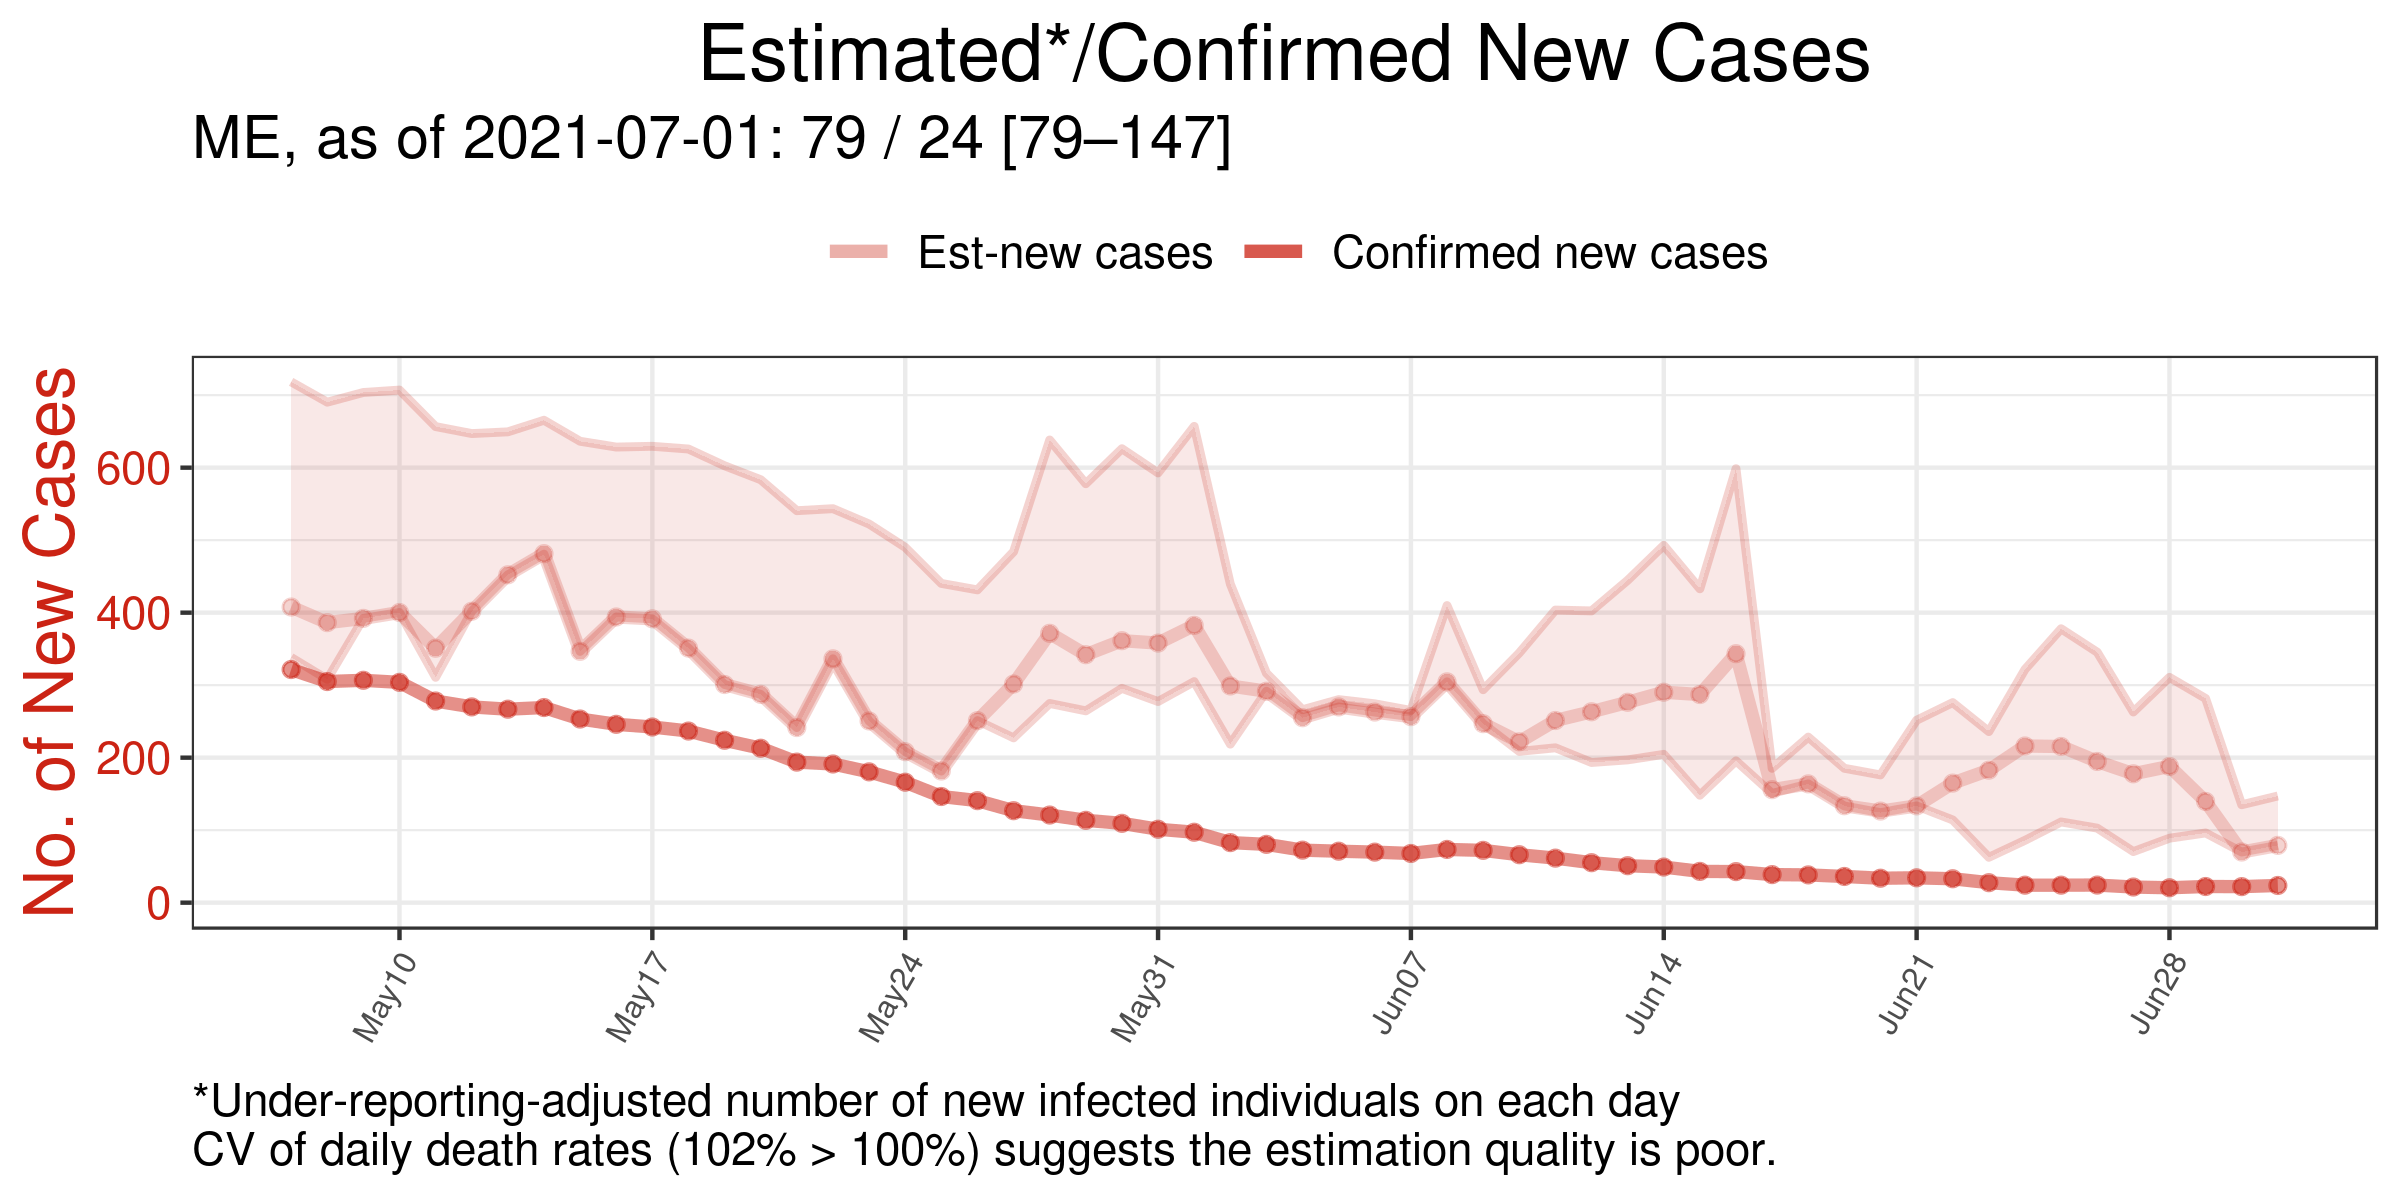 Estimated*/Confirmed New Cases
ME, as of 2021-07-01: 79 / 24 [79–147]
Est-new cases
Confirmed new cases
No. of New Cases
600
400
200
0
May10
May17
May24
May31
Jun07
Jun14
Jun21
Jun28
*Under-reporting-adjusted number of new infected individuals on each day
CV of daily death rates (102% > 100%) suggests the estimation quality is poor.